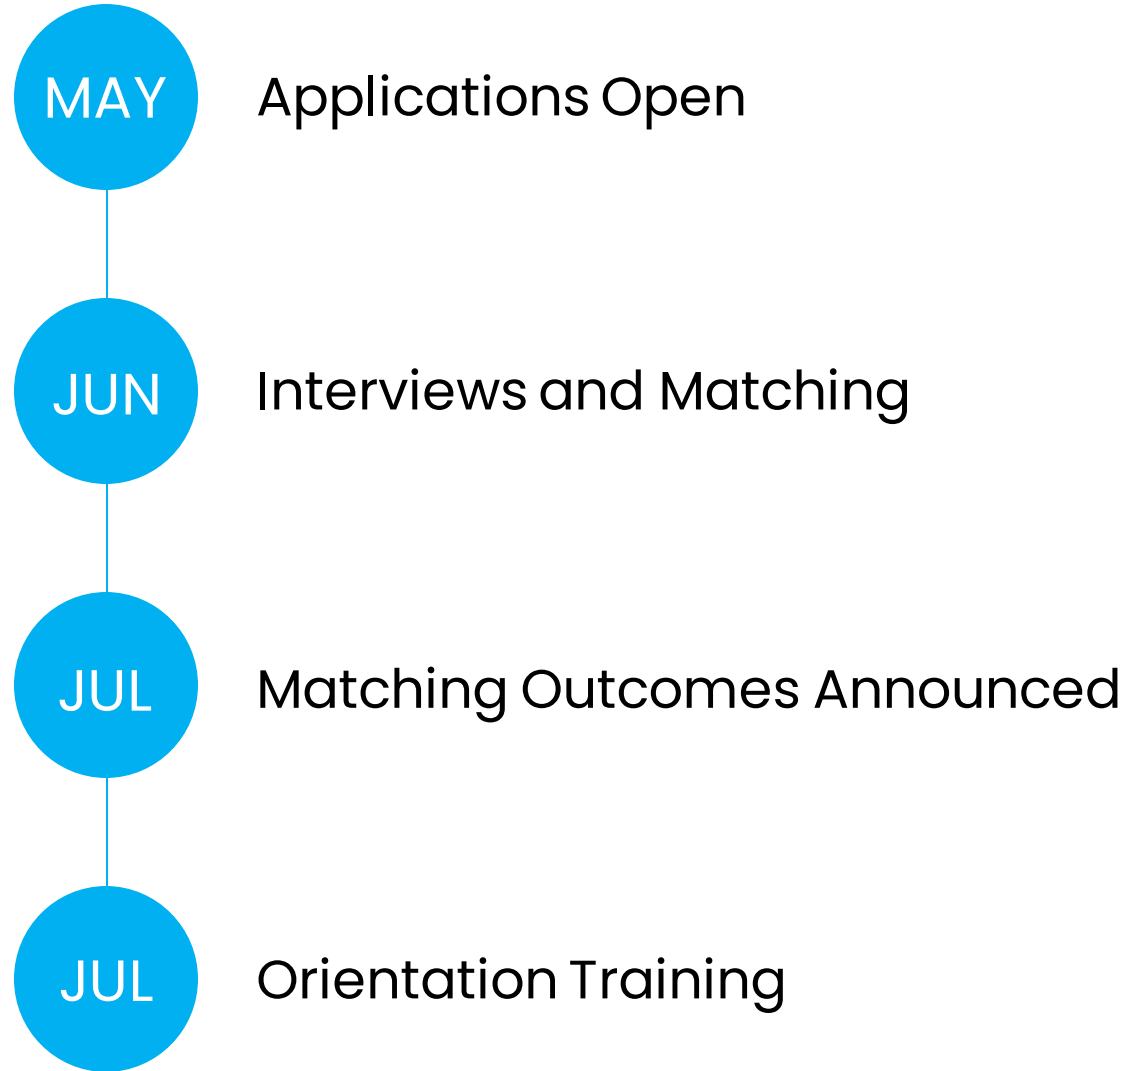 MAY
Applications Open
JUN
Interviews and Matching
JUL
Matching Outcomes Announced
JUL
Orientation Training